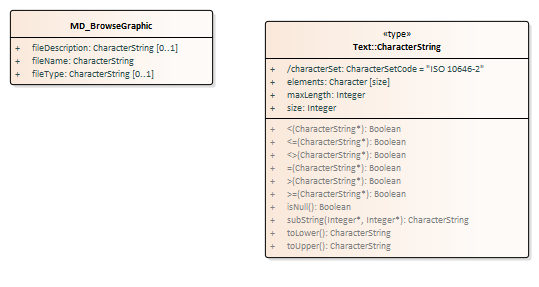 MD_BrowseGraphic
+ fileDescription: CharacterString [0..1]
+ fileName: CharacterString
+ fileType: CharacterString [0..1]
«type»
Text::CharacterString
+ /characterSet: CharacterSetCode = "ISO 10646-2"
+ elements: Character [size]
+ maxLength: Integer
+ size: Integer
+ <(CharacterString*): Boolean
+ <=(CharacterString*): Boolean
+ <>(CharacterString*): Boolean
+ =(CharacterString*): Boolean
+ >(CharacterString*): Boolean
+ >=(CharacterString*): Boolean
+ isNull(): Boolean
+ subString(Integer*, Integer*): CharacterString
+ toLower(): CharacterString
+ toUpper(): CharacterString